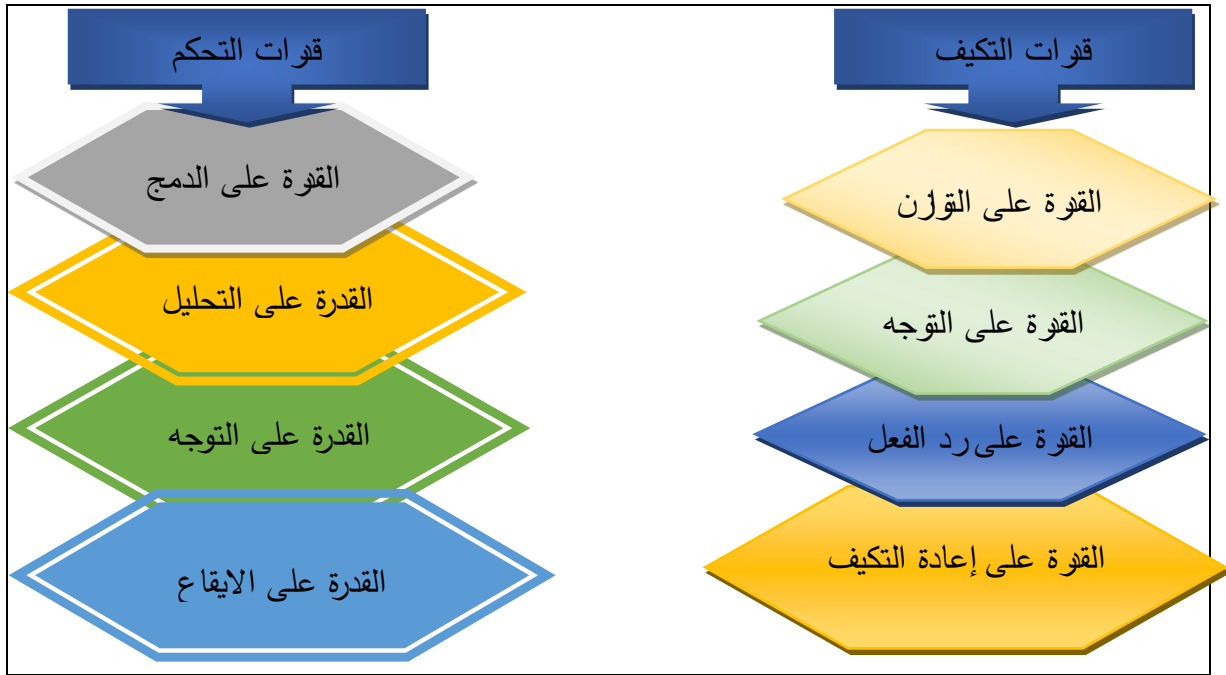 قدرات التكيف
القدرة على التوازن
القدرة على التوجه
القدرة على رد الفعل
القدرة على إعادة التكيف
قدرات التحكم
القدرة على الدمج
القدرة على التحليل
القدرة على التوجه
القدرة على الايقاع